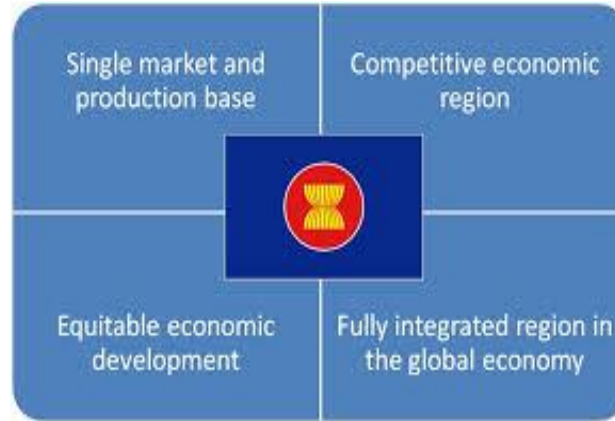 Single market and
production base
Competitive economic
region
Equitable economic
development
Fully integrated region in
the global economy